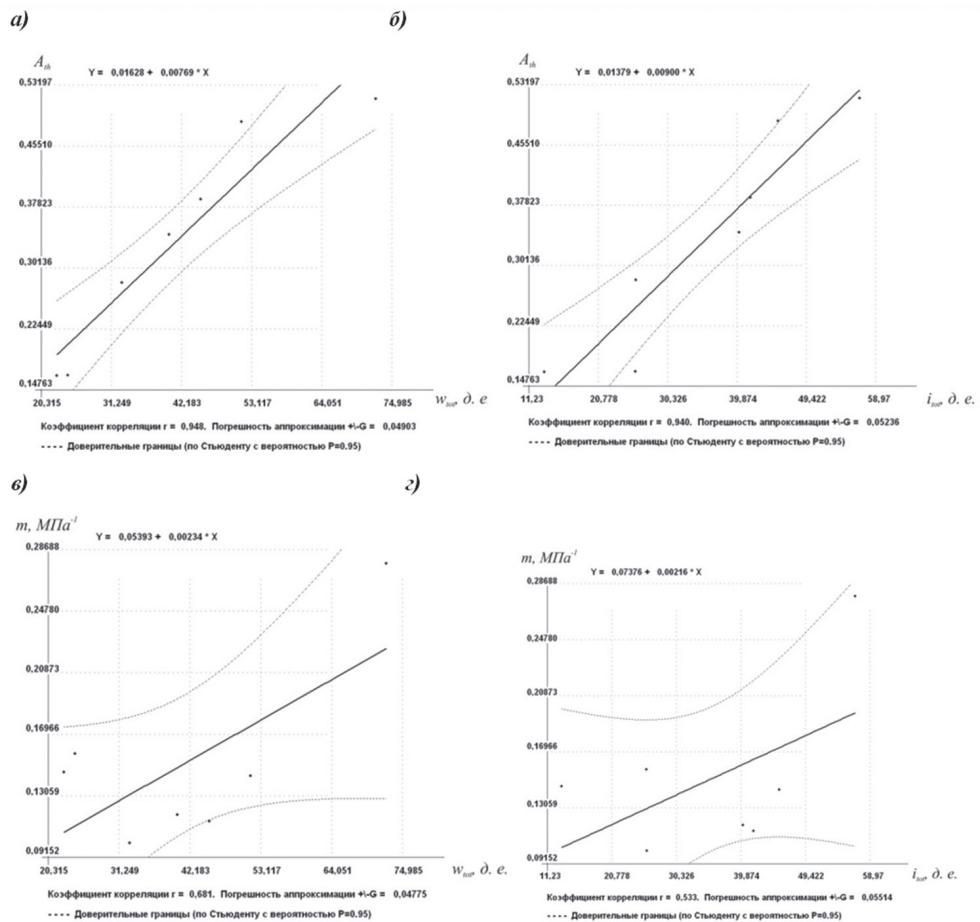 а)
A_th
Y = 0,01628 + 0,00769 * X
0,53197
0,45510
0,37823
0,30136
0,22449
0,14763
20,315 31,249 42,183 53,117 64,051 74,985 w_tot, д. е
Коэффициент корреляции r = 0,948. Погрешность аппроксимации +\-G = 0,04903
---- Доверительные границы (по Стьюденту с вероятностью P=0.95)
б)
A_th
Y = 0,01379 + 0,00900 * X
0,53197
0,45510
0,37823
0,30136
0,22449
0,14763
11,23 20,778 30,326 39,874 49,422 58,97 i_tot, д. е.
Коэффициент корреляции r = 0,940. Погрешность аппроксимации +\-G = 0,05236
---- Доверительные границы (по Стьюденту с вероятностью P=0.95)
в)
m, МПа⁻¹
Y = 0,05393 + 0,00234 * X
0,28688
0,24780
0,20873
0,16966
0,13059
0,09152
20,315 31,249 42,183 53,117 64,051 74,985 w_tot, д. е.
Коэффициент корреляции r = 0,681. Погрешность аппроксимации +\-G = 0,04775
---- Доверительные границы (по Стьюденту с вероятностью P=0.95)
г)
m, МПа⁻¹
Y = 0,07376 + 0,00216 * X
0,28688
0,24780
0,20873
0,16966
0,13059
0,09152
11,23 20,778 30,326 39,874 49,422 58,97 i_tot, д. е.
Коэффициент корреляции r = 0,533. Погрешность аппроксимации +\-G = 0,05514
---- Доверительные границы (по Стьюденту с вероятностью P=0.95)